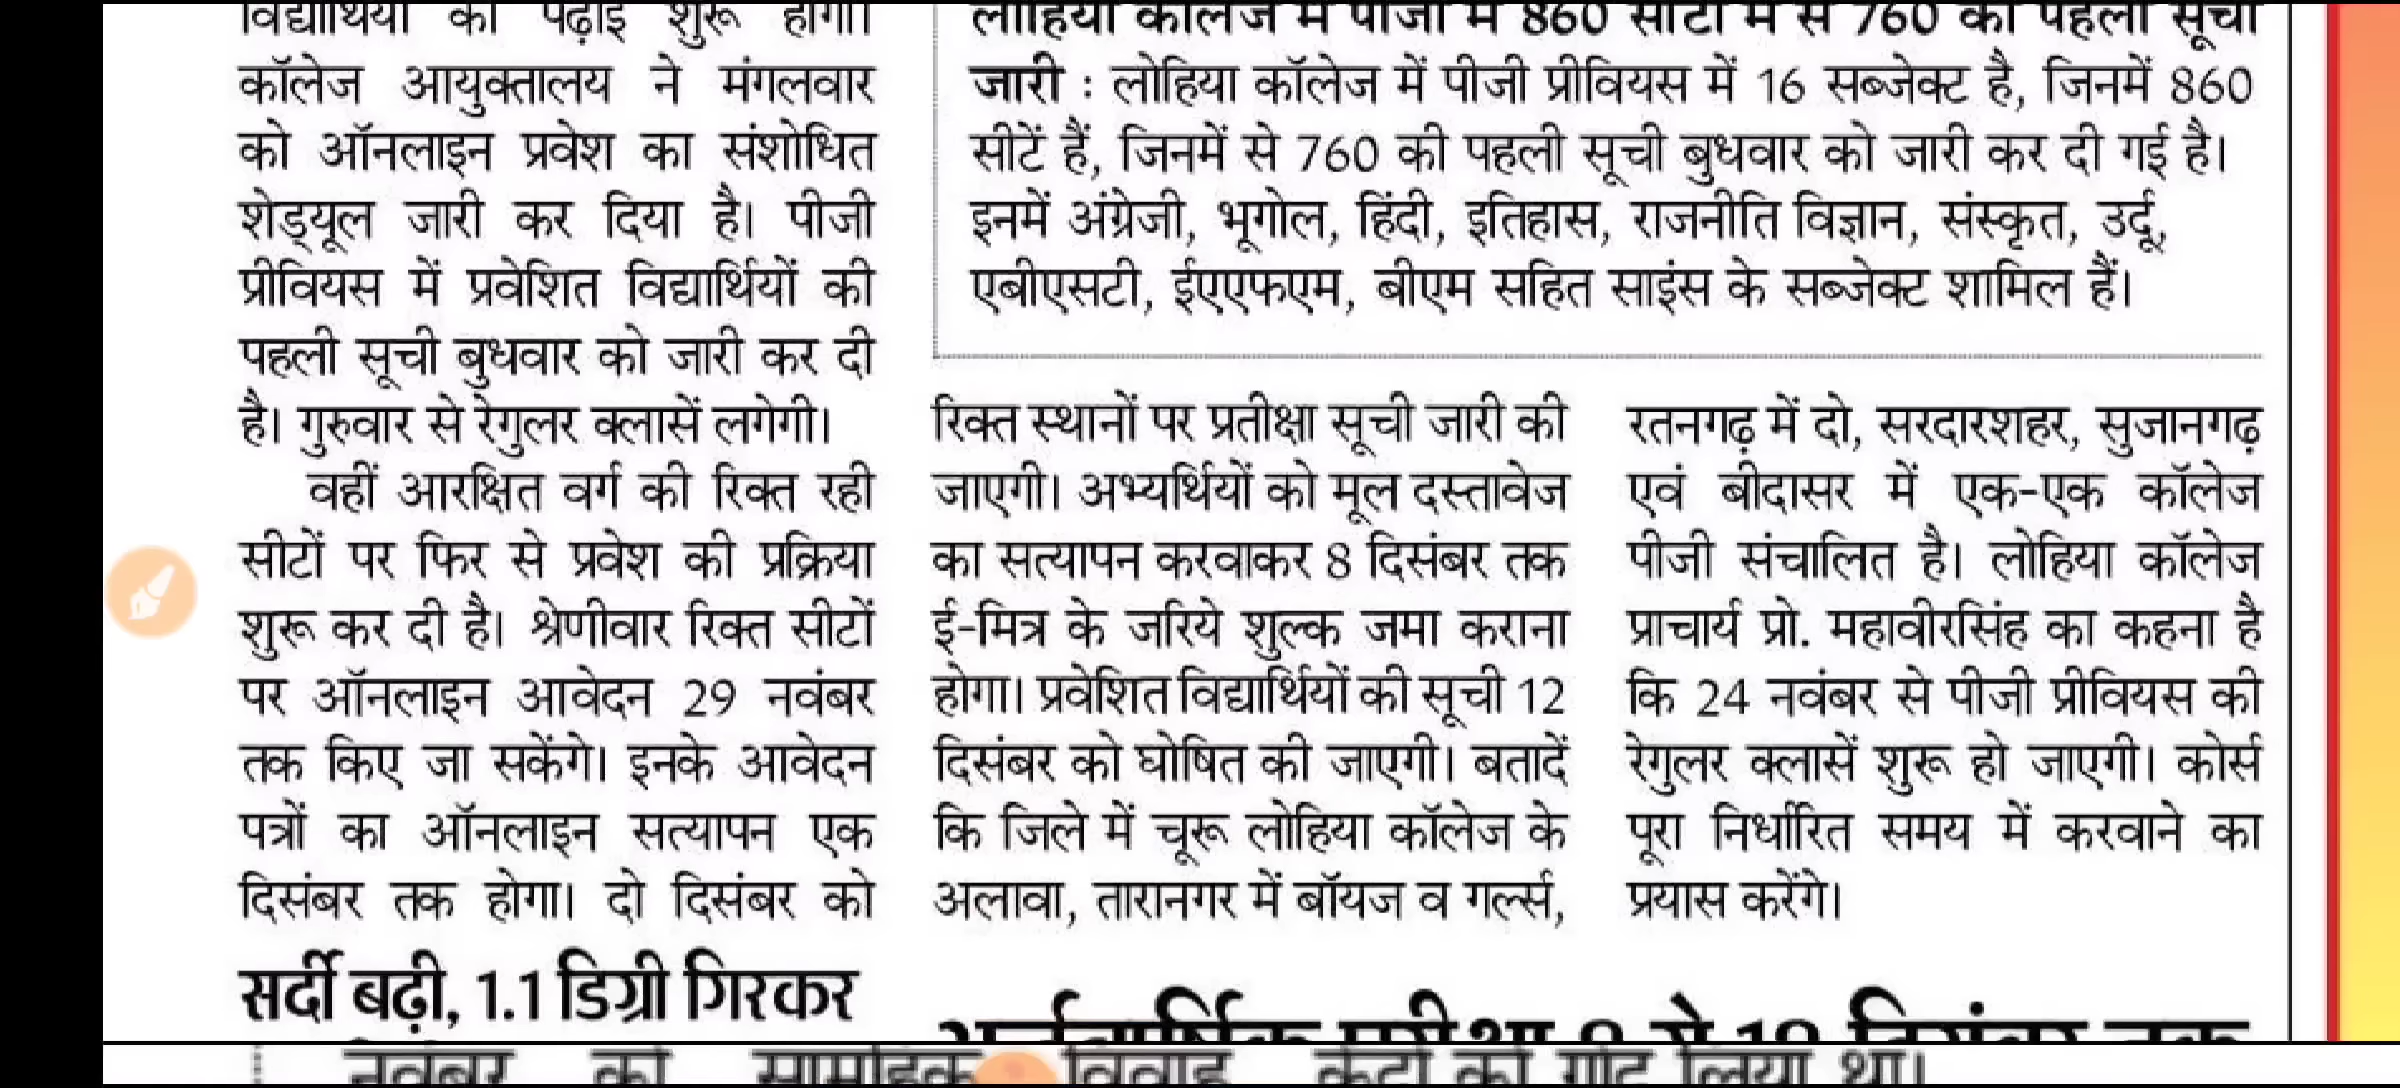 विद्यार्थियों की पढ़ाई शुरू होगी।
कॉलेज आयुक्तालय ने मंगलवार
को ऑनलाइन प्रवेश का संशोधित
शेड्यूल जारी कर दिया है। पीजी
प्रीवियस में प्रवेशित विद्यार्थियों की
पहली सूची बुधवार को जारी कर दी
है। गुरुवार से रेगुलर क्लासें लगेगी।
वहीं आरक्षित वर्ग की रिक्त रही
सीटों पर फिर से प्रवेश की प्रक्रिया
शुरू कर दी है। श्रेणीवार रिक्त सीटों
पर ऑनलाइन आवेदन 29 नवंबर
तक किए जा सकेंगे। इनके आवेदन
पत्रों का ऑनलाइन सत्यापन एक
दिसंबर तक होगा। दो दिसंबर को
लोहिया कॉलेज में पीजी में 860 सीटों में से 760 की पहली सूची
जारी : लोहिया कॉलेज में पीजी प्रीवियस में 16 सब्जेक्ट है, जिनमें 860
सीटें हैं, जिनमें से 760 की पहली सूची बुधवार को जारी कर दी गई है।
इनमें अंग्रेजी, भूगोल, हिंदी, इतिहास, राजनीति विज्ञान, संस्कृत, उर्दू,
एबीएसटी, ईएएफएम, बीएम सहित साइंस के सब्जेक्ट शामिल हैं।
रिक्त स्थानों पर प्रतीक्षा सूची जारी की
जाएगी। अभ्यर्थियों को मूल दस्तावेज
का सत्यापन करवाकर 8 दिसंबर तक
ई-मित्र के जरिये शुल्क जमा कराना
होगा। प्रवेशित विद्यार्थियों की सूची 12
दिसंबर को घोषित की जाएगी। बतादें
कि जिले में चूरू लोहिया कॉलेज के
अलावा, तारानगर में बॉयज व गर्ल्स,
रतनगढ़ में दो, सरदारशहर, सुजानगढ़
एवं बीदासर में एक-एक कॉलेज
पीजी संचालित है। लोहिया कॉलेज
प्राचार्य प्रो. महावीरसिंह का कहना है
कि 24 नवंबर से पीजी प्रीवियस की
रेगुलर क्लासें शुरू हो जाएगी। कोर्स
पूरा निर्धारित समय में करवाने का
प्रयास करेंगे।
सर्दी बढ़ी, 1.1 डिग्री गिरकर
नवंबर को सामूहिक विवाह
लिया था।